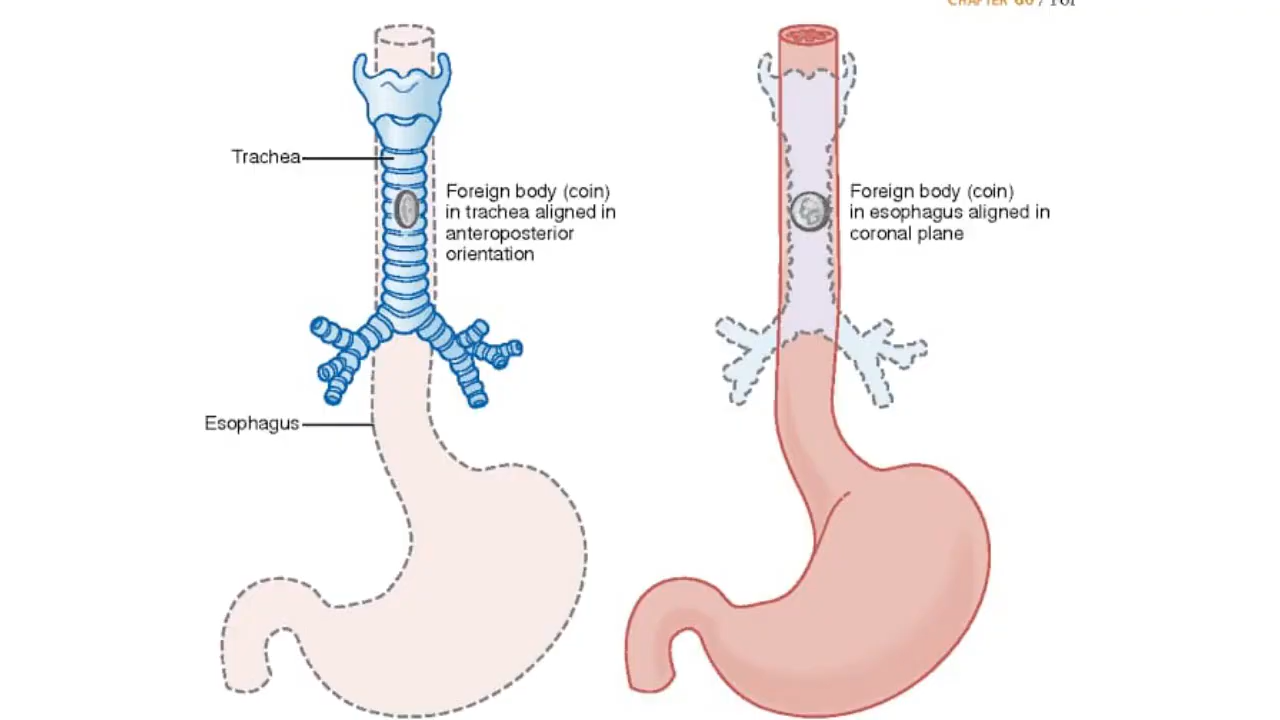 CHAPTER
Trachea
Foreign body (coin)
in trachea aligned in
anteroposterior
orientation
Esophagus
Foreign body (coin)
in esophagus aligned in
coronal plane